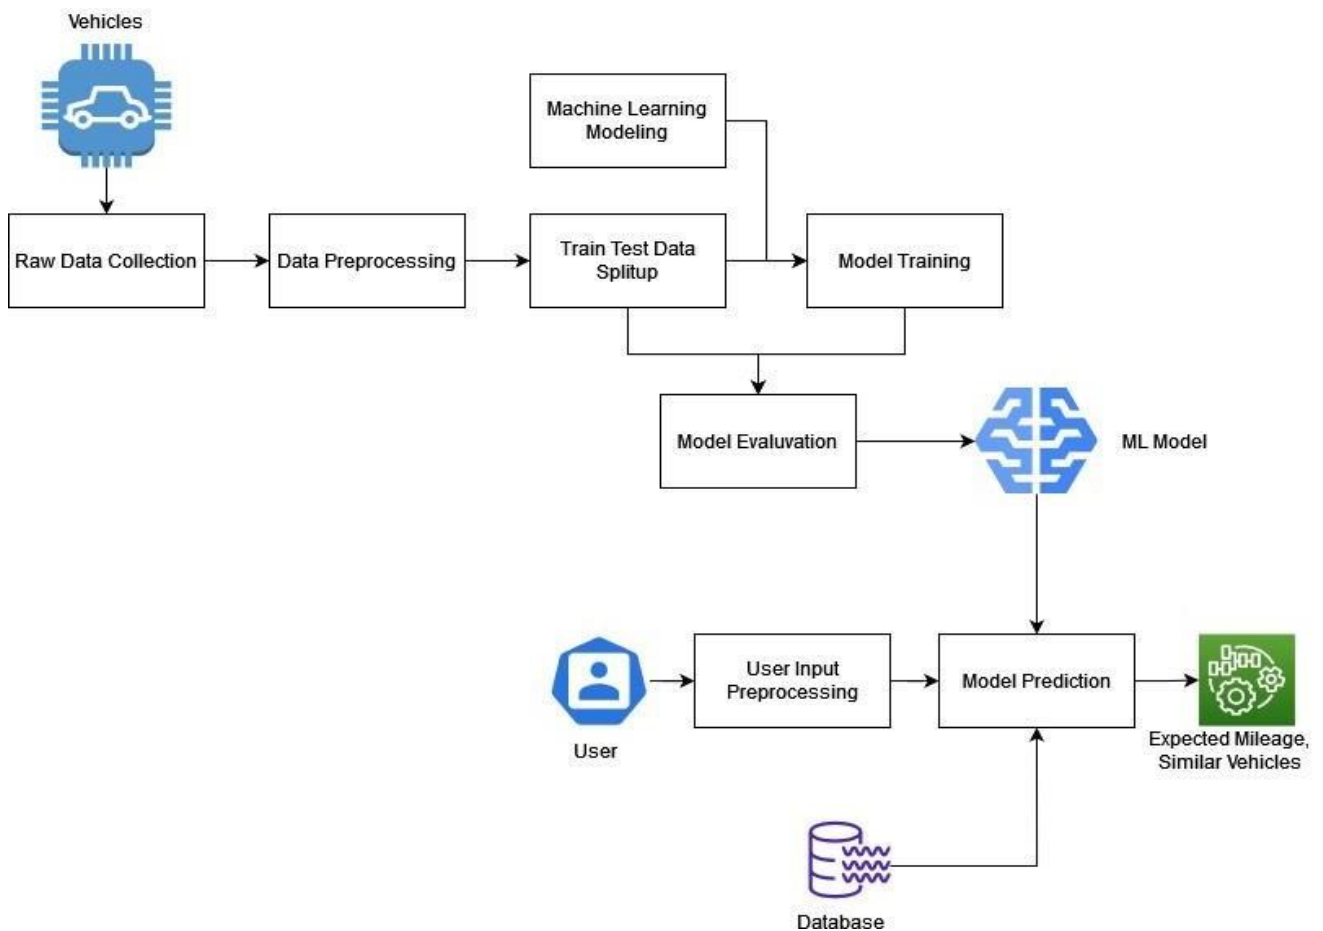 Vehicles
Machine Learning
Modeling
Raw Data Collection
Data Preprocessing
Train Test Data
Splitup
Model Training
Model Evaluvation
ML Model
User Input
Preprocessing
Model Prediction
User
Expected Mileage,
Similar Vehicles
Database